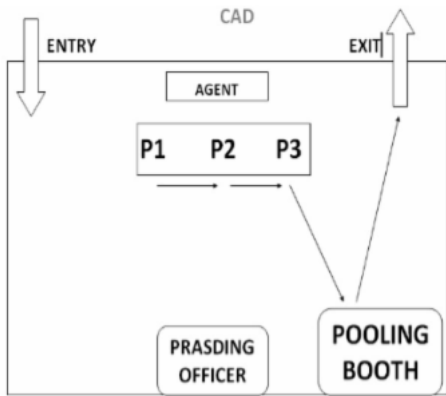 CAD
ENTRY
EXIT
AGENT
P1 P2 P3
PRASDING
OFFICER
POOLING
BOOTH